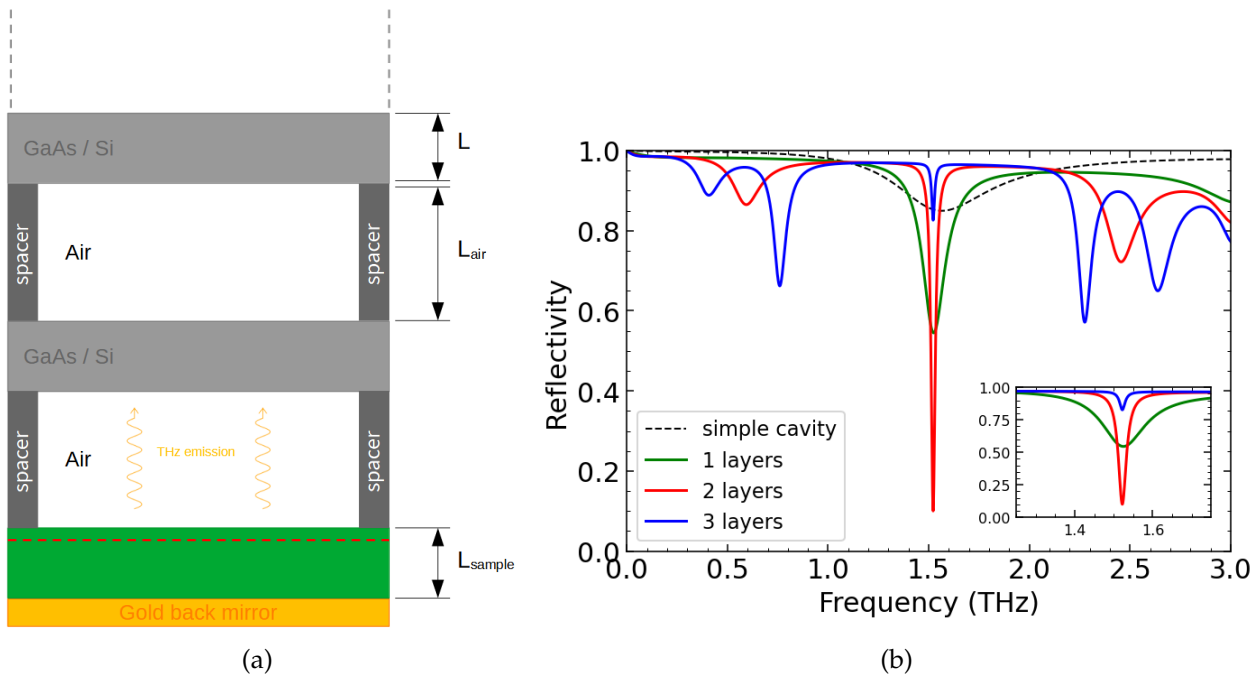 GaAs / Si
L
spacer
Air
spacer
L_air
GaAs / Si
spacer
Air
THz emission
spacer
L_sample
Gold back mirror
(a)
Reflectivity
1.0
0.8
0.6
0.4
0.2
0.0
0.0 0.5 1.0 1.5 2.0 2.5 3.0
Frequency (THz)
simple cavity
1 layers
2 layers
3 layers
1.00
0.75
0.50
0.25
0.00
1.4 1.6
(b)